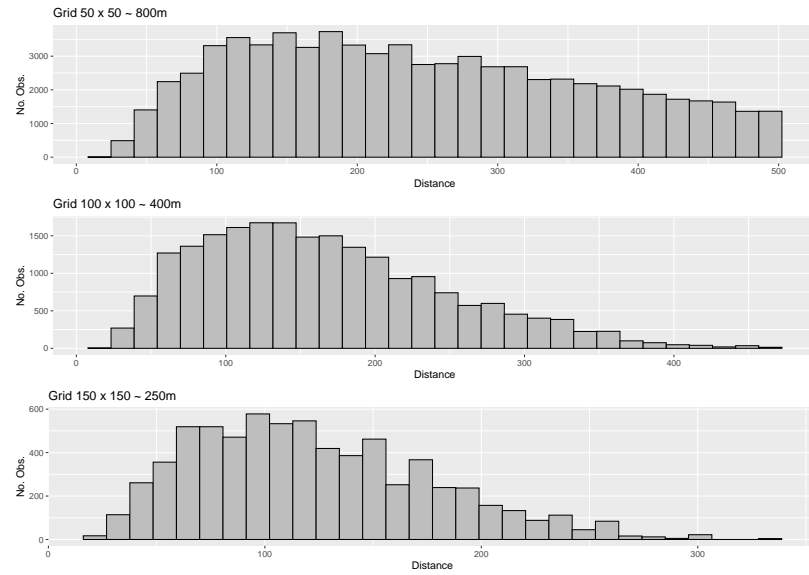 Grid 50 x 50 ~ 800m
No. Obs.
3000
2000
1000
0
0 100 200 300 400 500
Distance
Grid 100 x 100 ~ 400m
No. Obs.
1500
1000
500
0
0 100 200 300 400
Distance
Grid 150 x 150 ~ 250m
No. Obs.
600
400
200
0
0 100 200 300
Distance